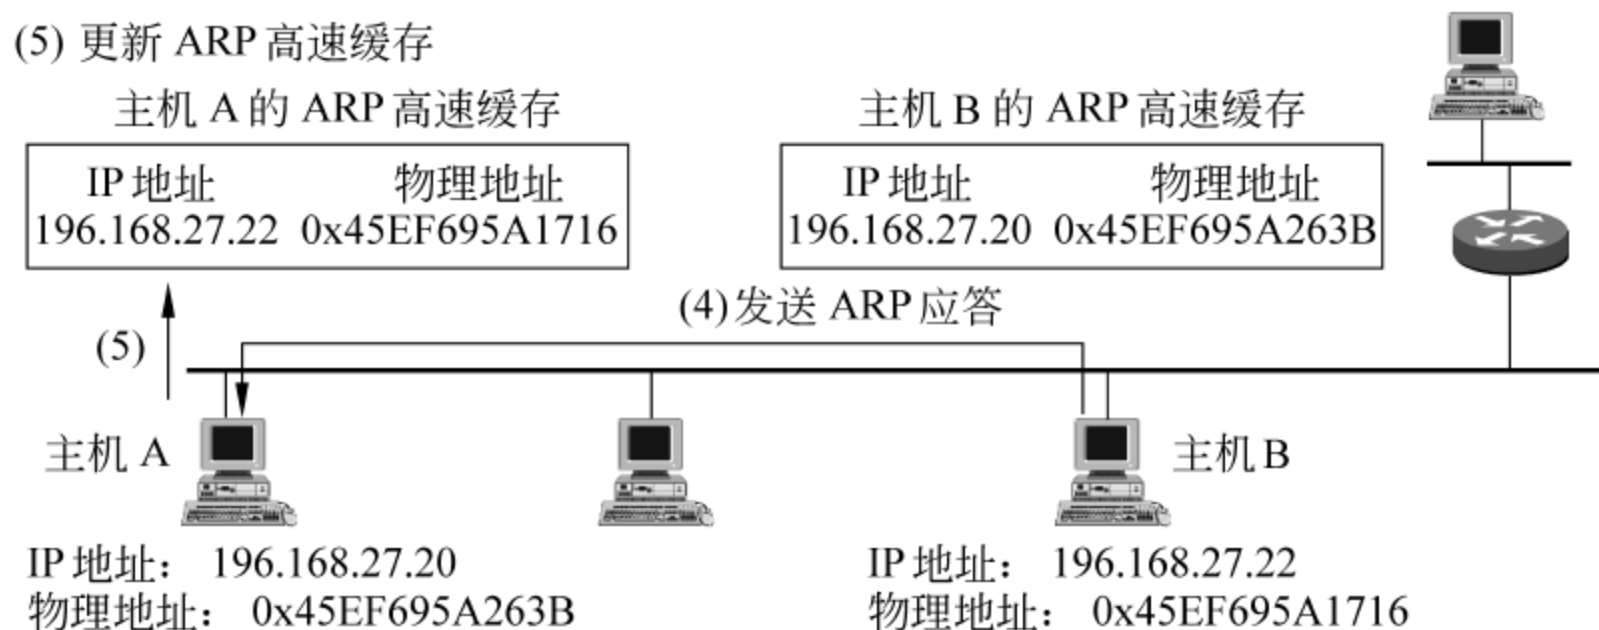 (5) 更新 ARP 高速缓存
主机 A 的 ARP 高速缓存
IP 地址 物理地址
196.168.27.22 0x45EF695A1716
主机 B 的 ARP 高速缓存
IP 地址 物理地址
196.168.27.20 0x45EF695A263B
(4)发送 ARP 应答
(5)
主机 A
主机 B
IP 地址： 196.168.27.20
物理地址： 0x45EF695A263B
IP 地址： 196.168.27.22
物理地址： 0x45EF695A1716